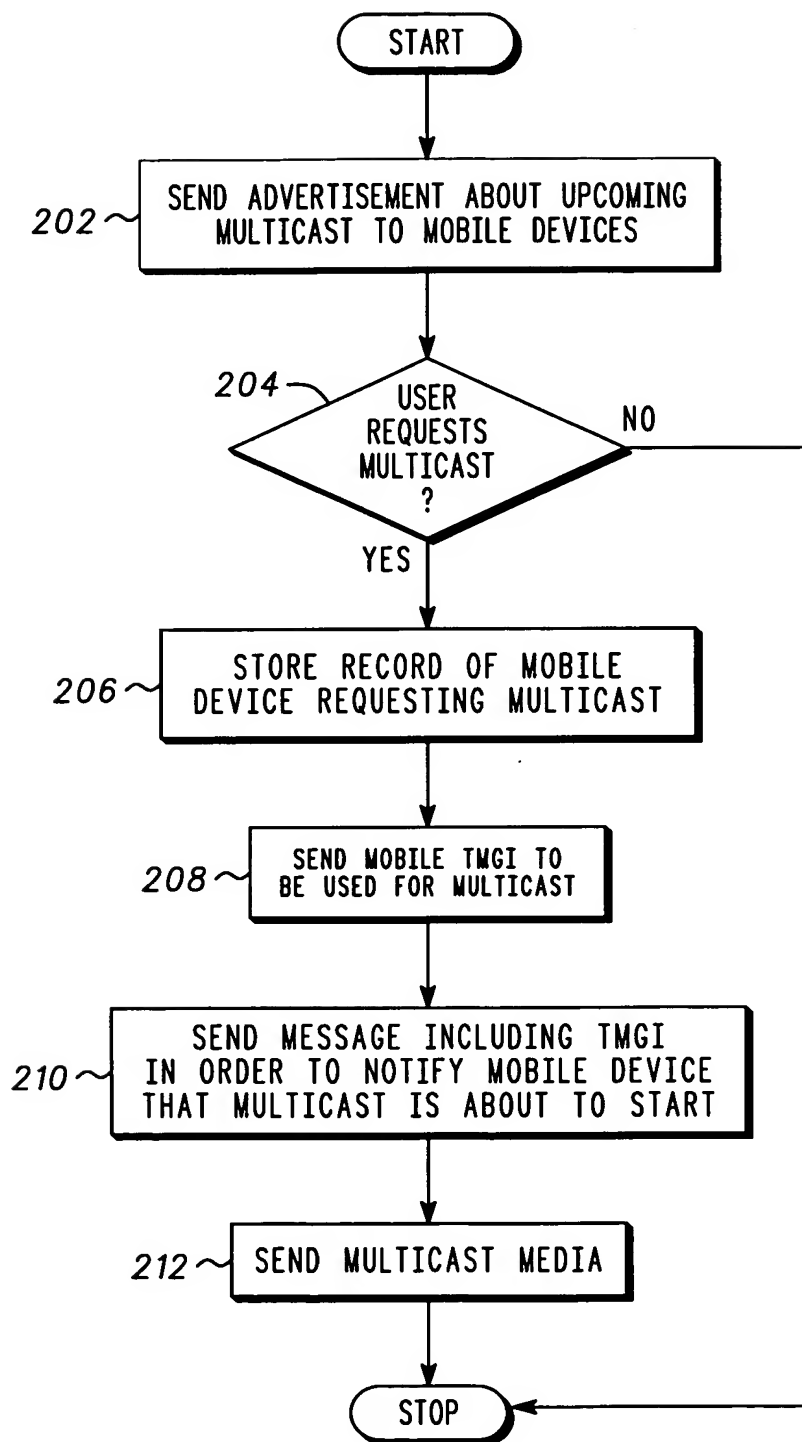 START
202
SEND ADVERTISEMENT ABOUT UPCOMING
MULTICAST TO MOBILE DEVICES
204
USER
REQUESTS
MULTICAST
?
NO
YES
206
STORE RECORD OF MOBILE
DEVICE REQUESTING MULTICAST
208
SEND MOBILE TMGI TO
BE USED FOR MULTICAST
210
SEND MESSAGE INCLUDING TMGI
IN ORDER TO NOTIFY MOBILE DEVICE
THAT MULTICAST IS ABOUT TO START
212
SEND MULTICAST MEDIA
STOP